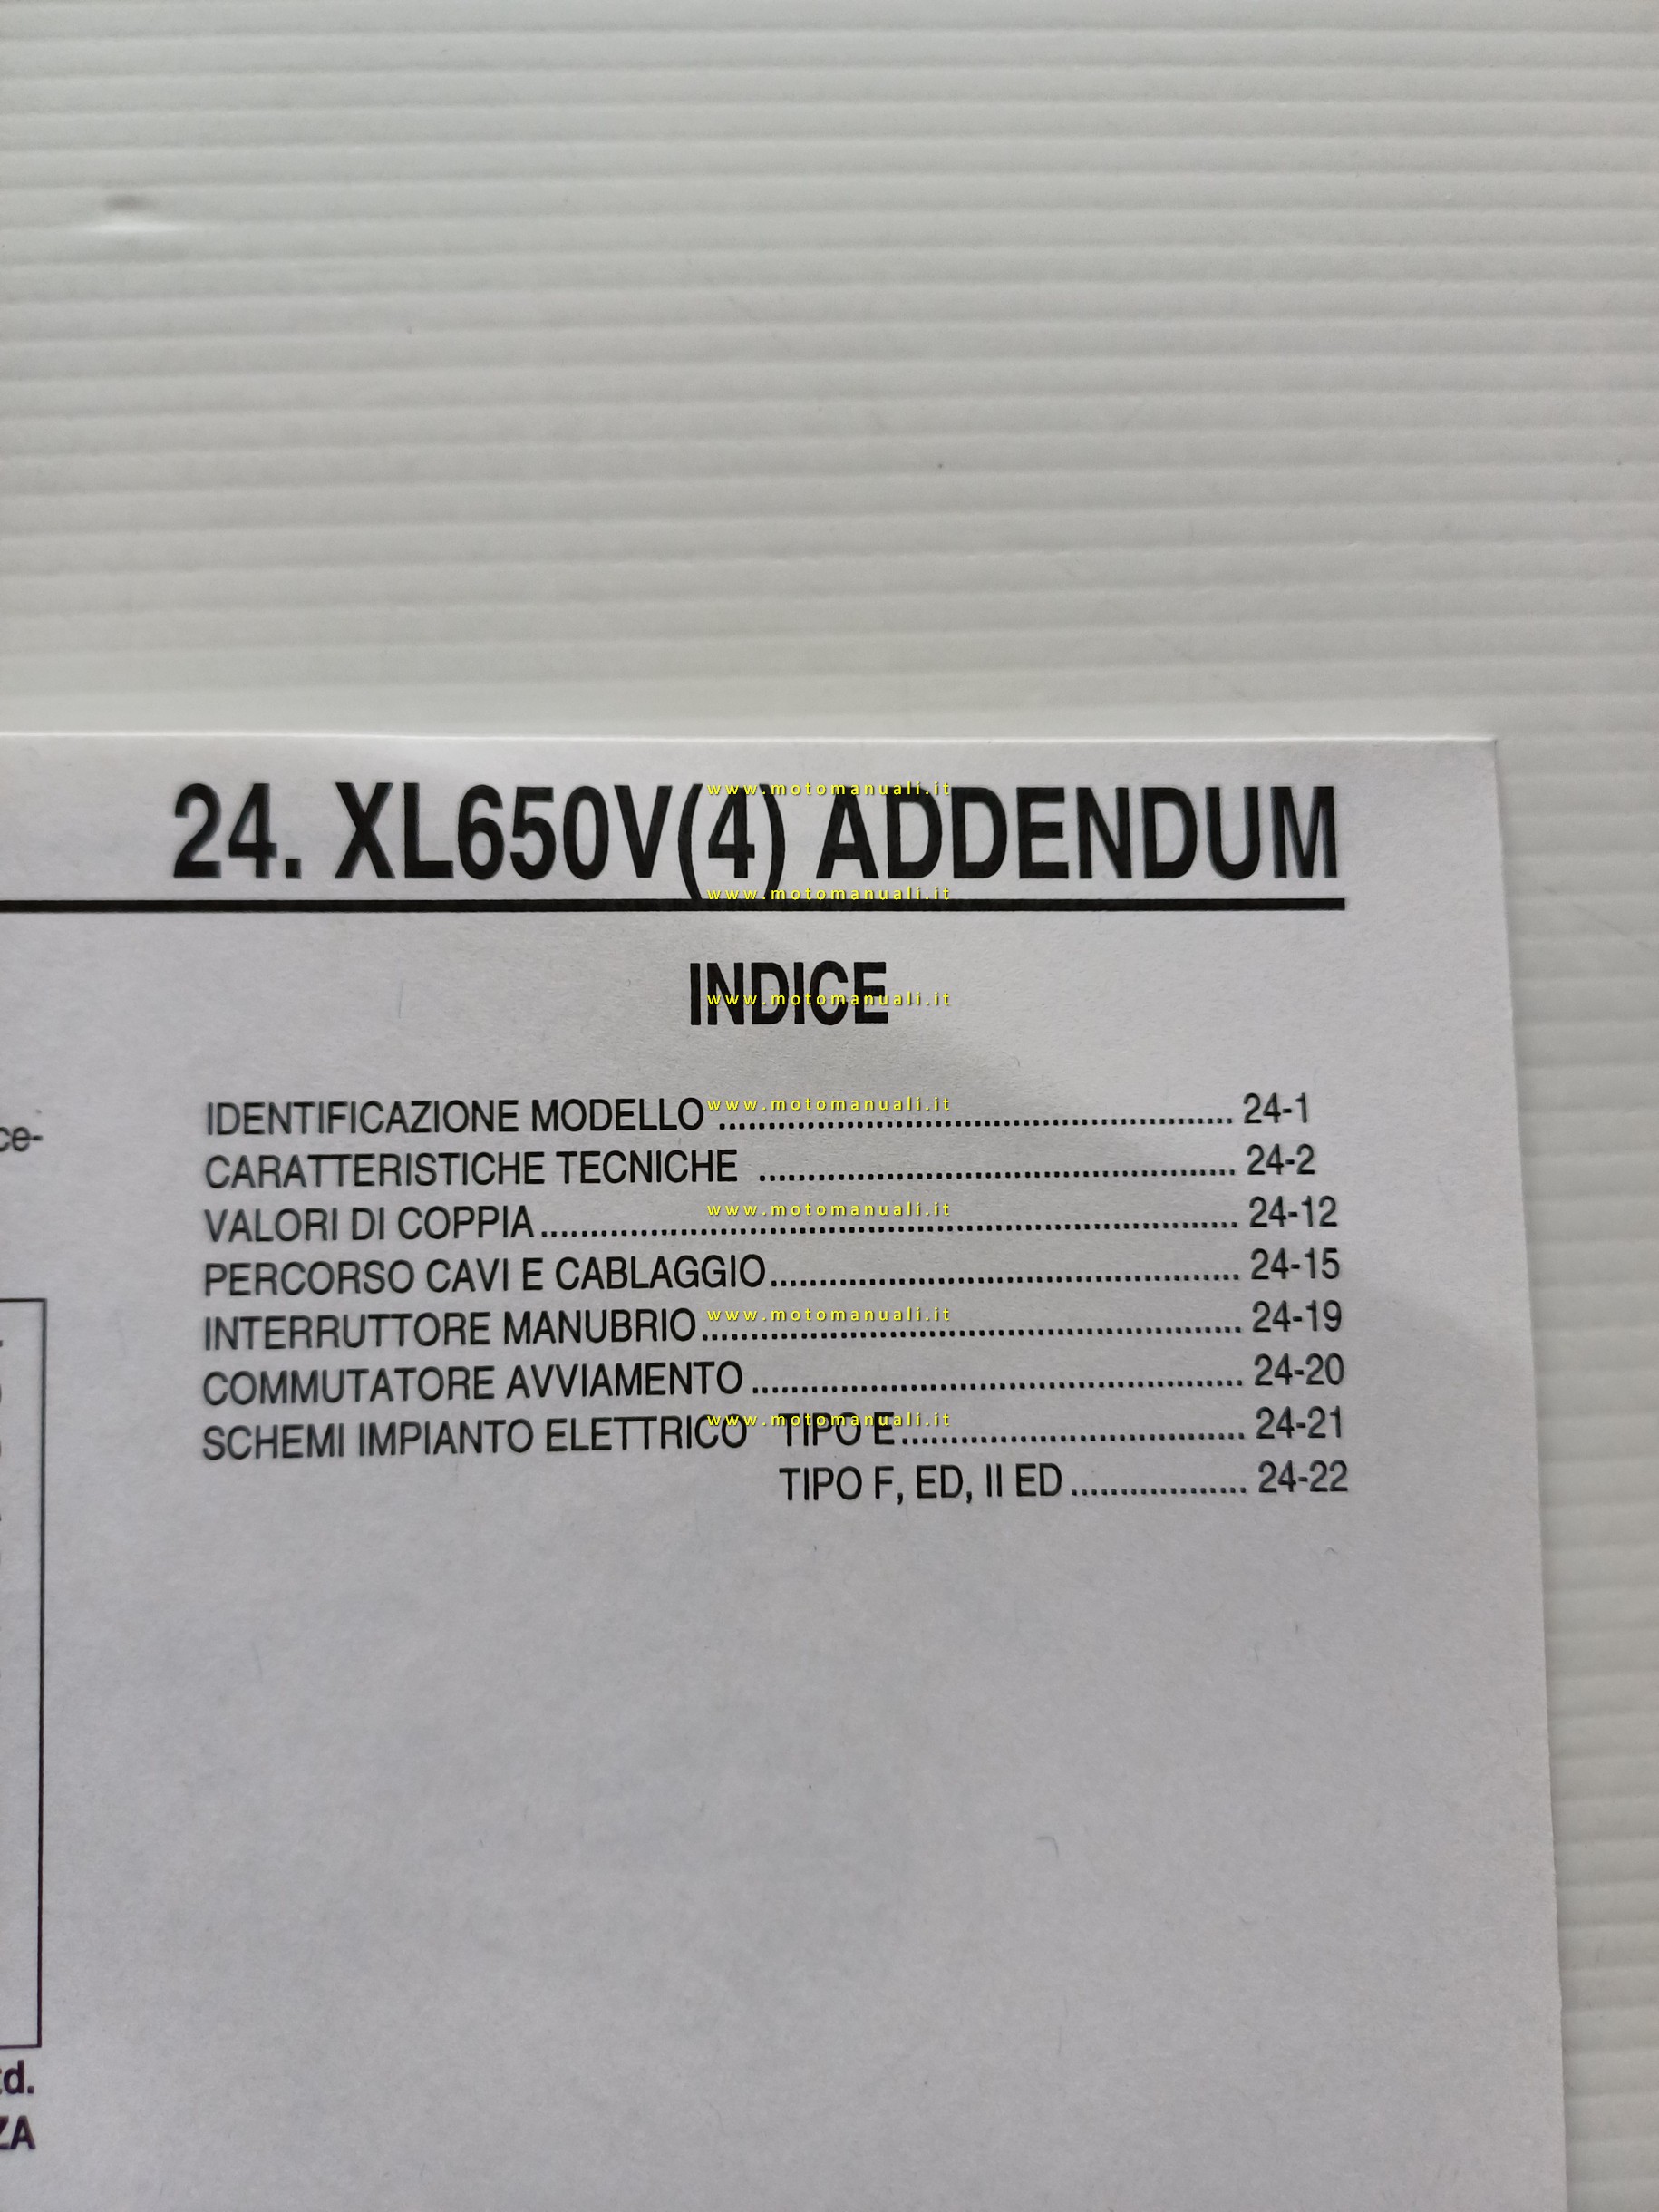 24. XL650V(4) ADDENDUM
INDICE
IDENTIFICAZIONE MODELLO ........................................ 24-1
CARATTERISTICHE TECNICHE ........................................ 24-2
VALORI DI COPPIA ........................................ 24-12
PERCORSO CAVI E CABLAGGIO ........................................ 24-15
INTERRUTTORE MANUBRIO ........................................ 24-19
COMMUTATORE AVVIAMENTO ........................................ 24-20
SCHEMI IMPIANTO ELETTRICO TIPO E ........................................ 24-21
TIPO F, ED, II ED .................. 24-22
ce-
td.
ZA
www.motomanuali.it
www.motomanuali.it
www.motomanuali.it
www.motomanuali.it
www.motomanuali.it
www.motomanuali.it
www.motomanuali.it